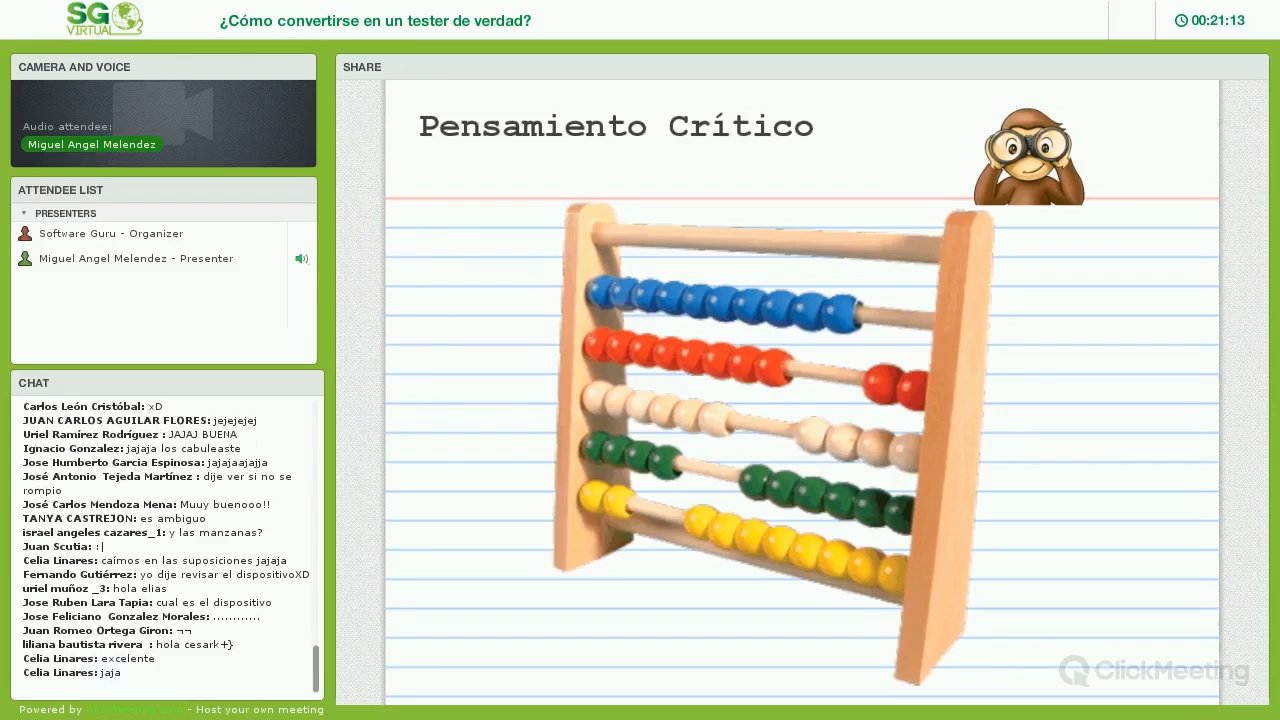 SG
VIRTUAL
¿Cómo convertirse en un tester de verdad?
00:21:13
CAMERA AND VOICE
Audio attendee:
Miguel Angel Melendez
ATTENDEE LIST
PRESENTERS
Software Guru - Organizer
Miguel Angel Melendez - Presenter
CHAT
Carlos León Cristóbal: xD
JUAN CARLOS AGUILAR FLORES: jejejejej
Uriel Ramírez Rodríguez : JAJAJ BUENA
Ignacio Gonzalez: jajaja los cabuleaste
Jose Humberto Garcia Espinosa: jajajaajajja
José Antonio Tejeda Martínez : dije ver si no se
rompio
José Carlos Mendoza Mena: Muuy buenooo!!
TANYA CASTREJON: es ambiguo
israel angeles cazares_1: y las manzanas?
Juan Scutia: :|
Celia Linares: caímos en las suposiciones jajaja
Fernando Gutiérrez: yo dije revisar el dispositivoXD
uriel muñoz _3: hola elias
Jose Ruben Lara Tapia: cual es el dispositivo
Jose Feliciano Gonzalez Morales: ............
Juan Romeo Ortega Giron: ¬¬
liliana bautista rivera : hola cesark+}
Celia Linares: excelente
Celia Linares: jaja
Powered by - Host your own meeting
SHARE
Pensamiento Crítico
ClickMeeting